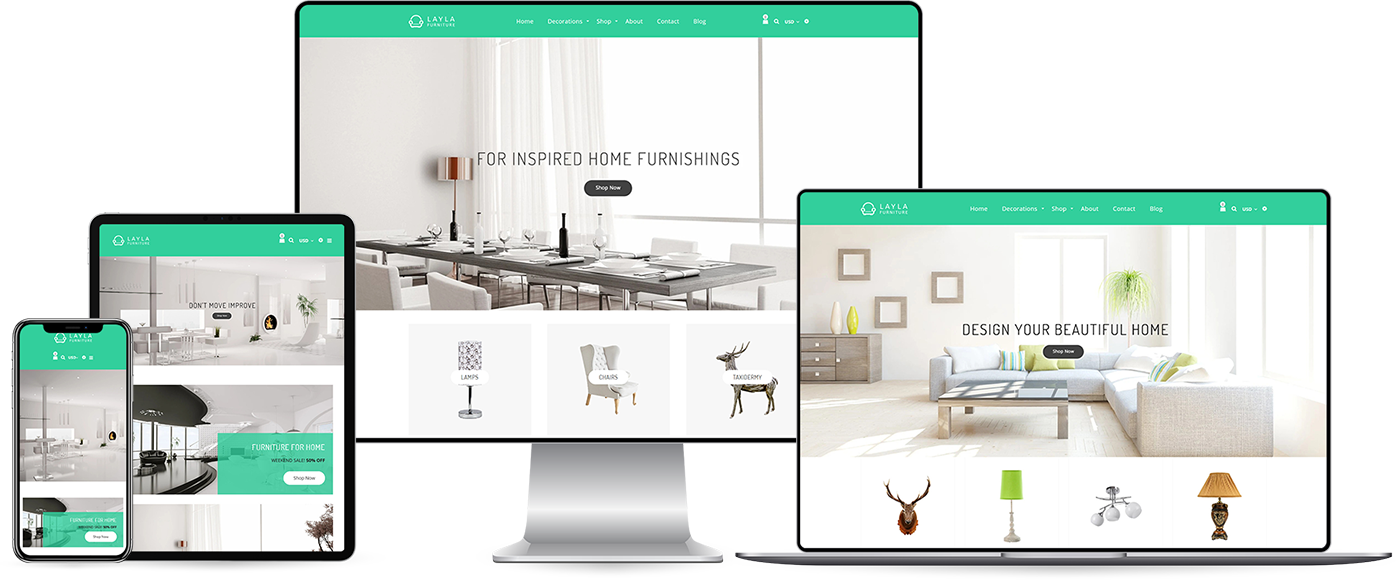 LAYLA
FURNITURE
Home Decorations Shop About Contact Blog USD
FOR INSPIRED HOME FURNISHINGS
Shop Now
LAMPS CHAIRS TAXIDERMY
LAYLA
FURNITURE
Home Decorations Shop About Contact Blog USD
DESIGN YOUR BEAUTIFUL HOME
Shop Now
LAYLA
FURNITURE
USD
DON'T MOVE IMPROVE
Shop Now
FURNITURE FOR HOME
WEEKEND SALE! 50% OFF
Shop Now
LAYLA
FURNITURE
USD
FURNITURE FOR HOME
WEEKEND SALE! 50% OFF
Shop Now